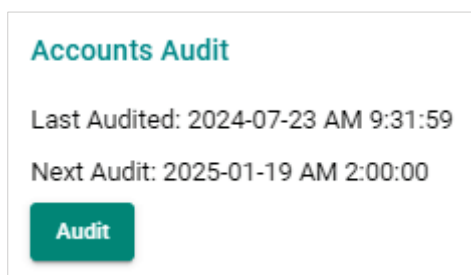 Accounts Audit
Last Audited: 2024-07-23 AM 9:31:59
Next Audit: 2025-01-19 AM 2:00:00
Audit